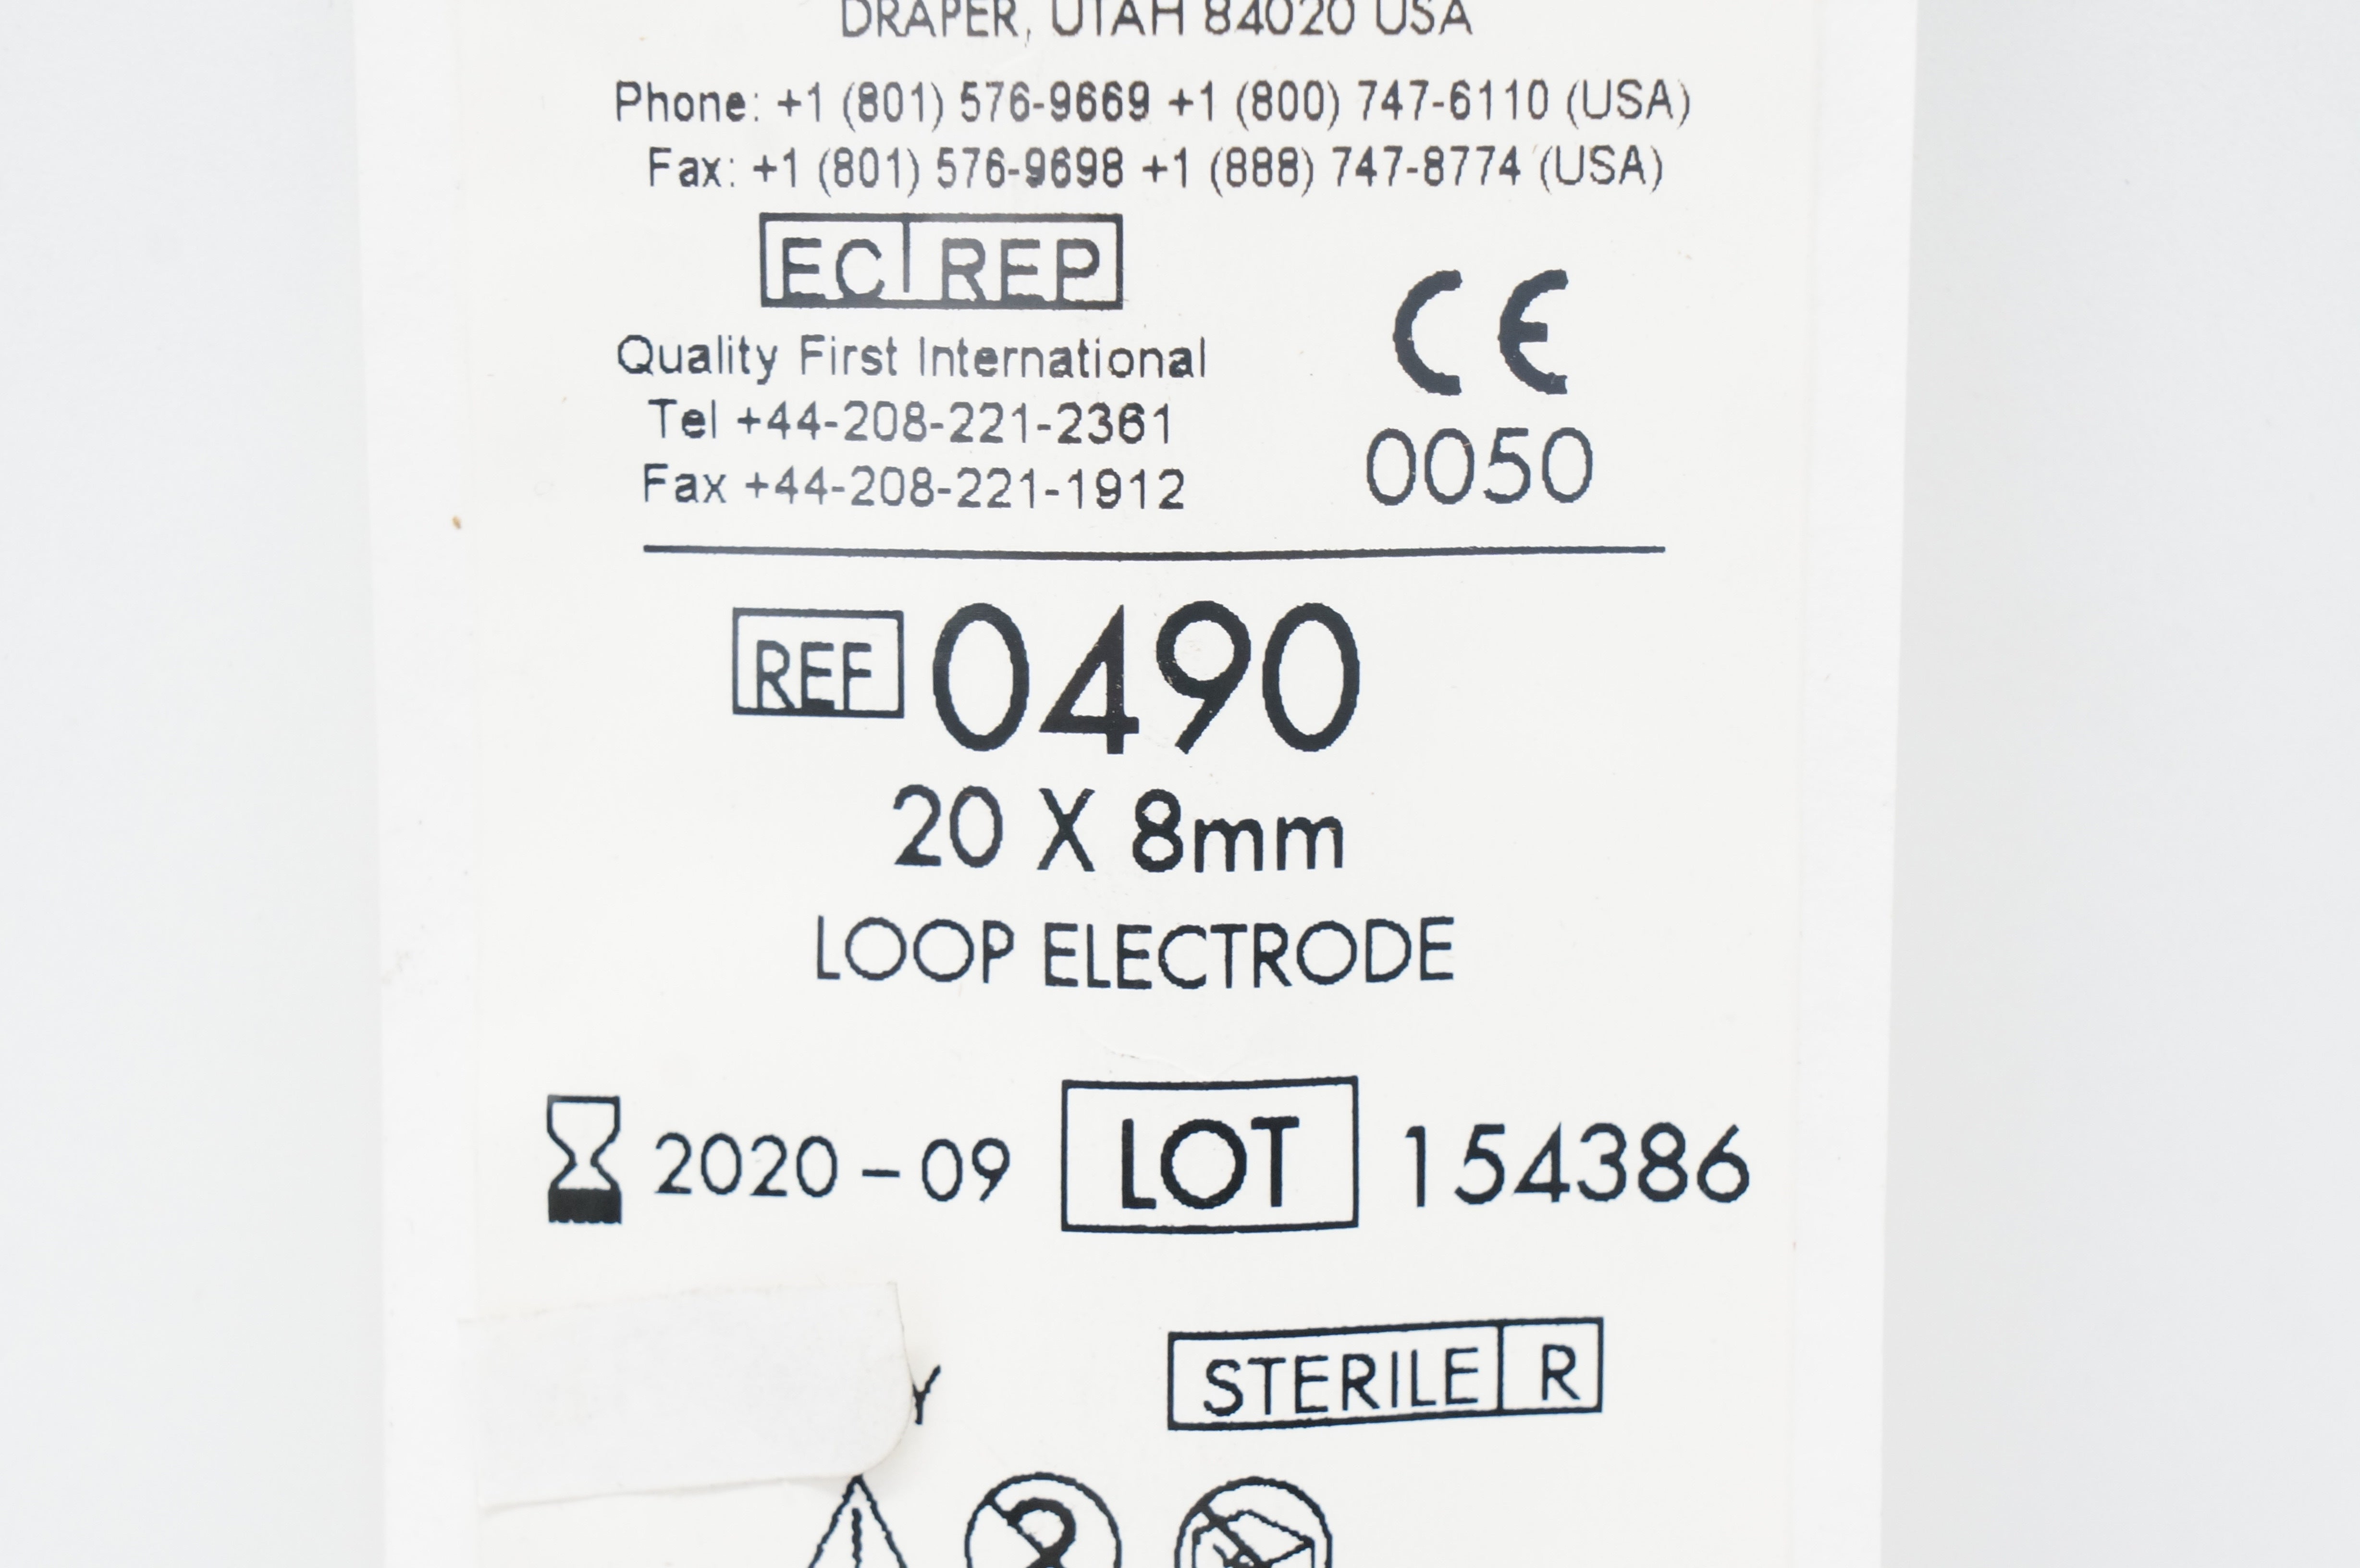 DRAPER, UTAH 84020 USA
Phone: +1 (801) 576-9669 +1 (800) 747-6110 (USA)
Fax: +1 (801) 576-9698 +1 (888) 747-8774 (USA)
EC REP
Quality First International
Tel +44-208-221-2361
Fax +44-208-221-1912
CE
0050
REF 0490
20 X 8mm
LOOP ELECTRODE
2020-09 LOT 154386
Y
STERILE R
2